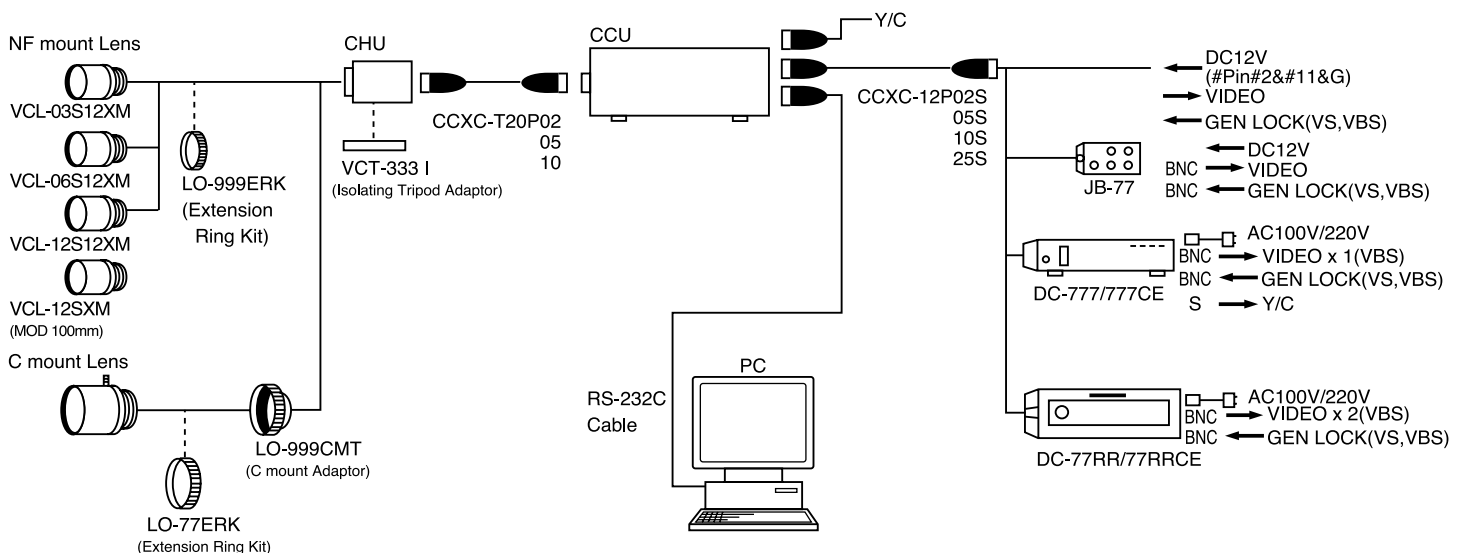 NF mount Lens
VCL-03S12XM
VCL-06S12XM
VCL-12S12XM
VCL-12SXM
(MOD 100mm)
C mount Lens
LO-999ERK
(Extension
Ring Kit)
LO-999CMT
(C mount Adaptor)
LO-77ERK
(Extension Ring Kit)
CHU
VCT-333 I
(Isolating Tripod Adaptor)
CCXC-T20P02
05
10
CCU
Y/C
RS-232C
Cable
PC
CCXC-12P02S
05S
10S
25S
DC12V
(#Pin#2&#11&G)
VIDEO
GEN LOCK(VS,VBS)
JB-77
DC12V
BNC VIDEO
BNC GEN LOCK(VS,VBS)
DC-777/777CE
AC100V/220V
BNC VIDEO x 1(VBS)
BNC GEN LOCK(VS,VBS)
S Y/C
DC-77RR/77RRCE
AC100V/220V
BNC VIDEO x 2(VBS)
BNC GEN LOCK(VS,VBS)